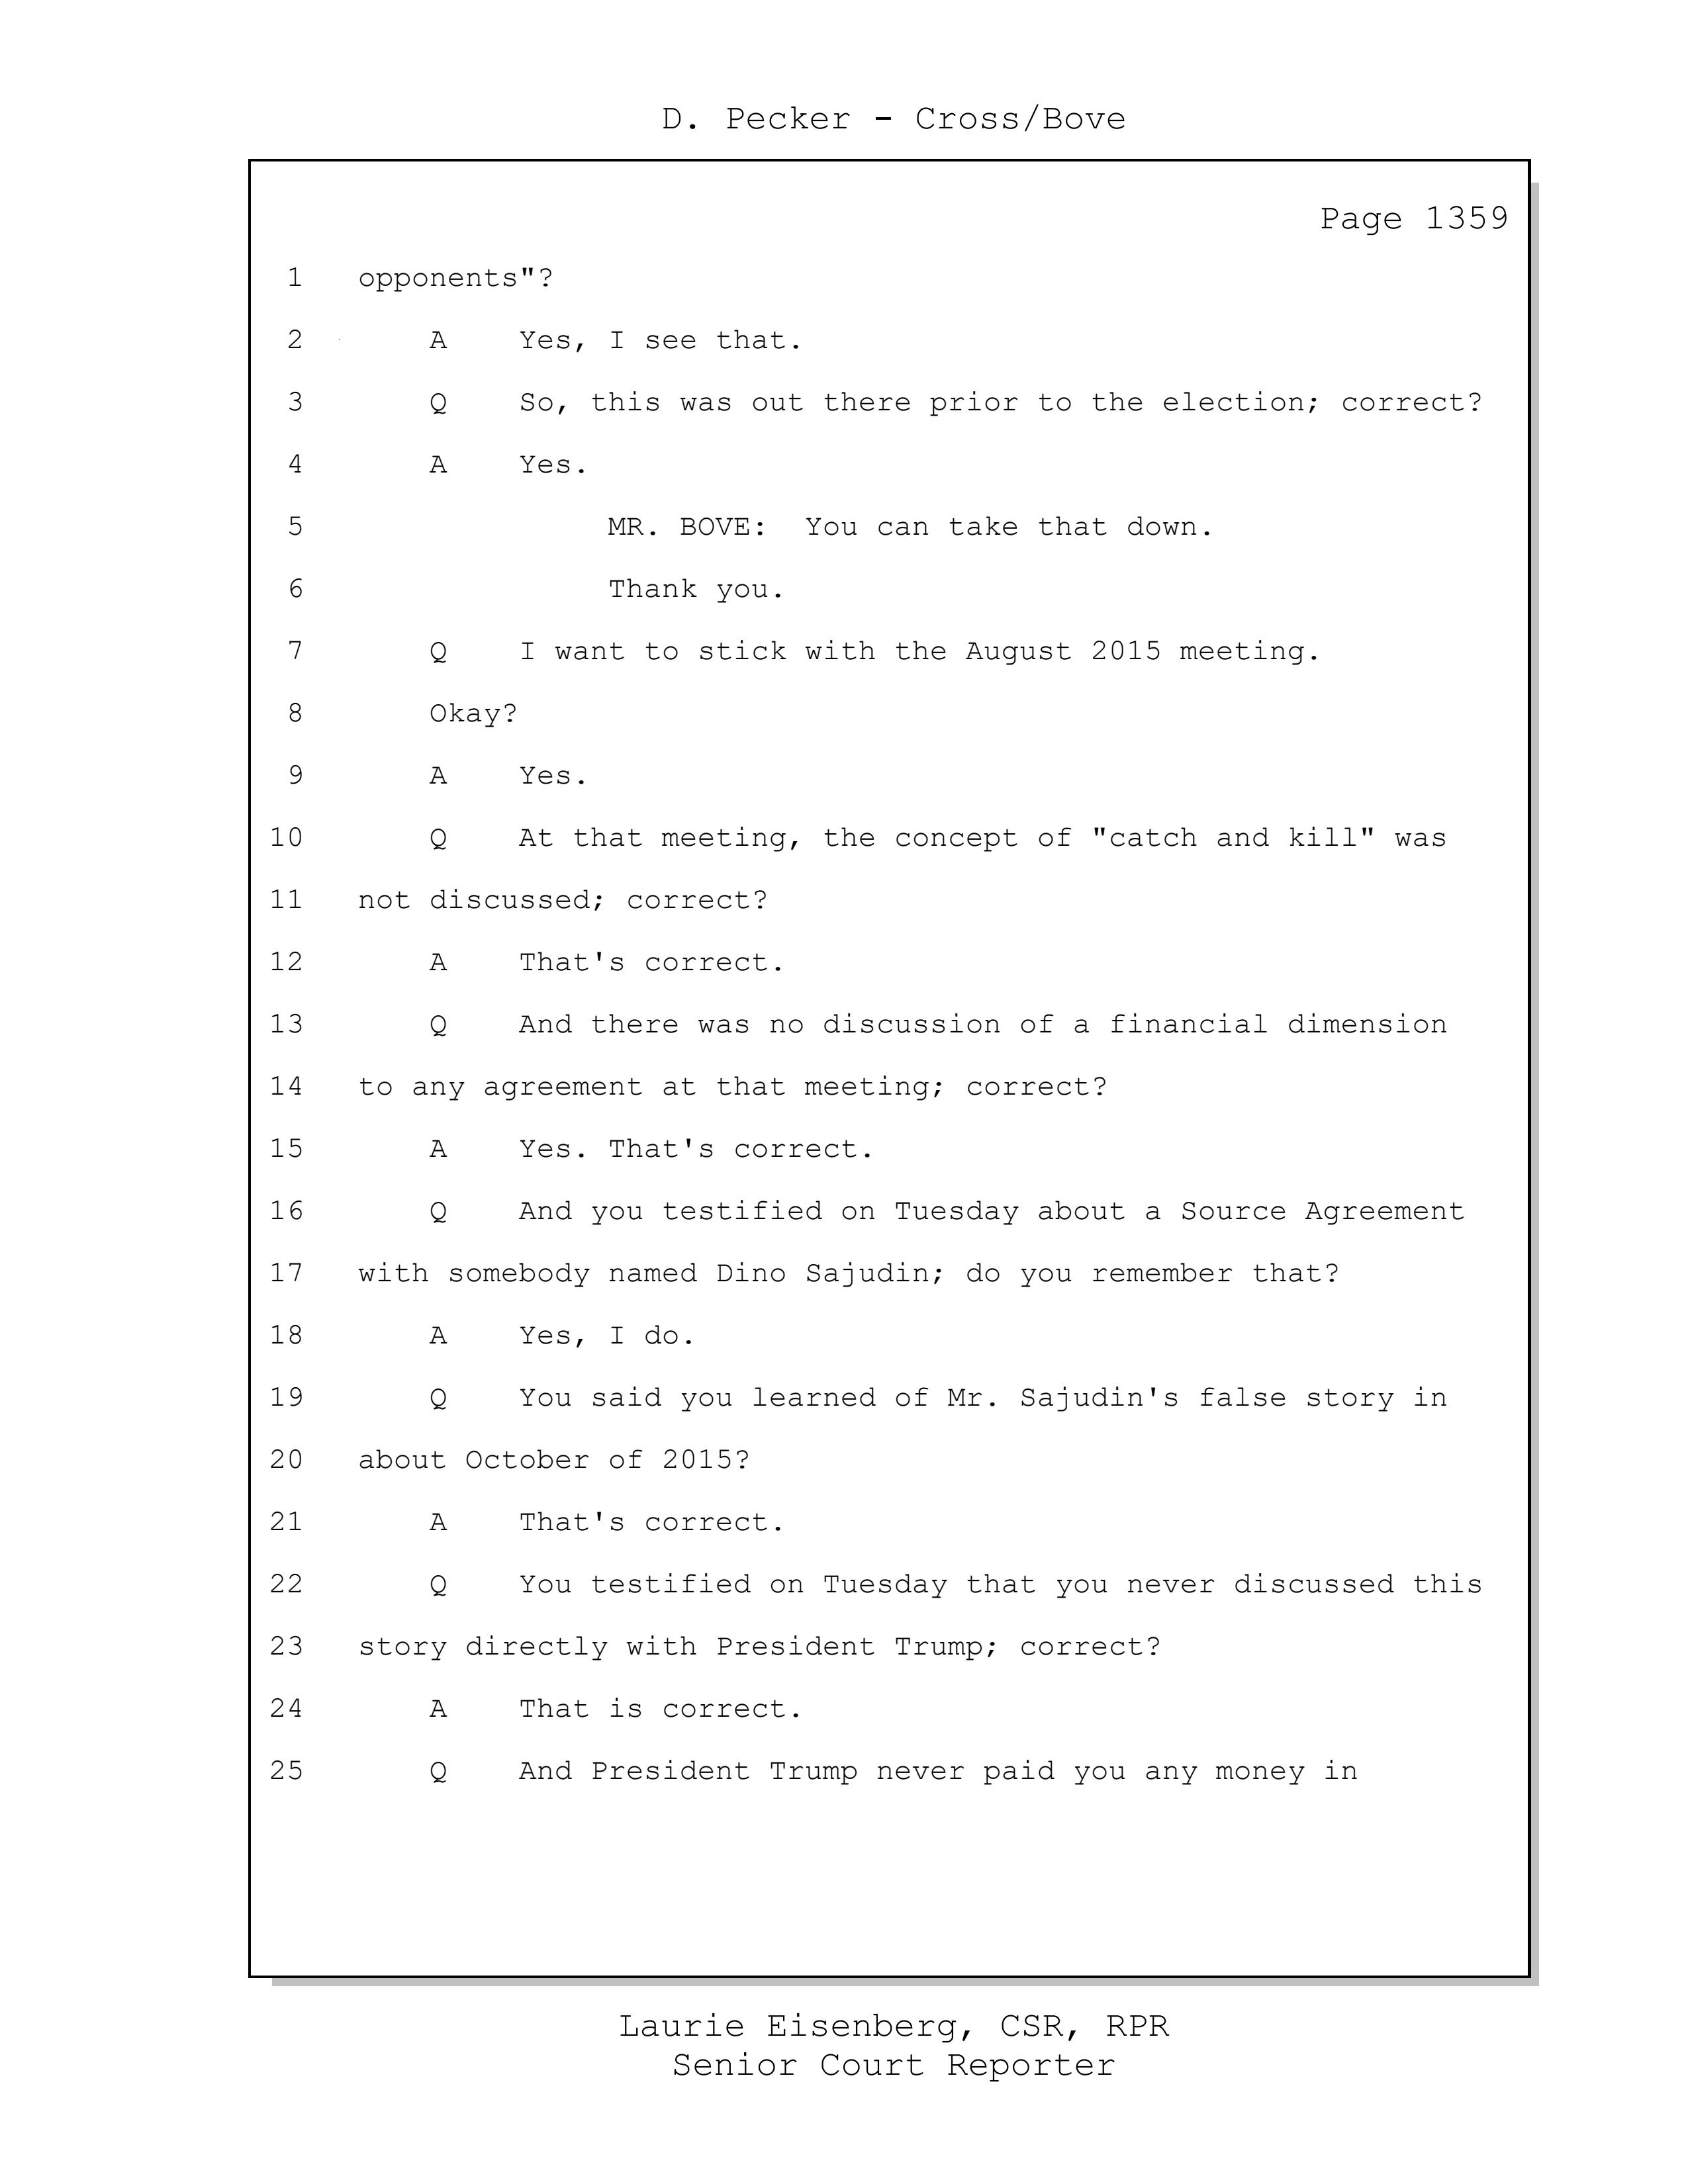 D. Pecker - Cross/Bove
Page 1359
1 opponents"?
2 A Yes, I see that.
3 Q So, this was out there prior to the election; correct?
4 A Yes.
5 MR. BOVE: You can take that down.
6 Thank you.
7 Q I want to stick with the August 2015 meeting.
8 Okay?
9 A Yes.
10 Q At that meeting, the concept of "catch and kill" was
11 not discussed; correct?
12 A That's correct.
13 Q And there was no discussion of a financial dimension
14 to any agreement at that meeting; correct?
15 A Yes. That's correct.
16 Q And you testified on Tuesday about a Source Agreement
17 with somebody named Dino Sajudin; do you remember that?
18 A Yes, I do.
19 Q You said you learned of Mr. Sajudin's false story in
20 about October of 2015?
21 A That's correct.
22 Q You testified on Tuesday that you never discussed this
23 story directly with President Trump; correct?
24 A That is correct.
25 Q And President Trump never paid you any money in
Laurie Eisenberg, CSR, RPR
Senior Court Reporter